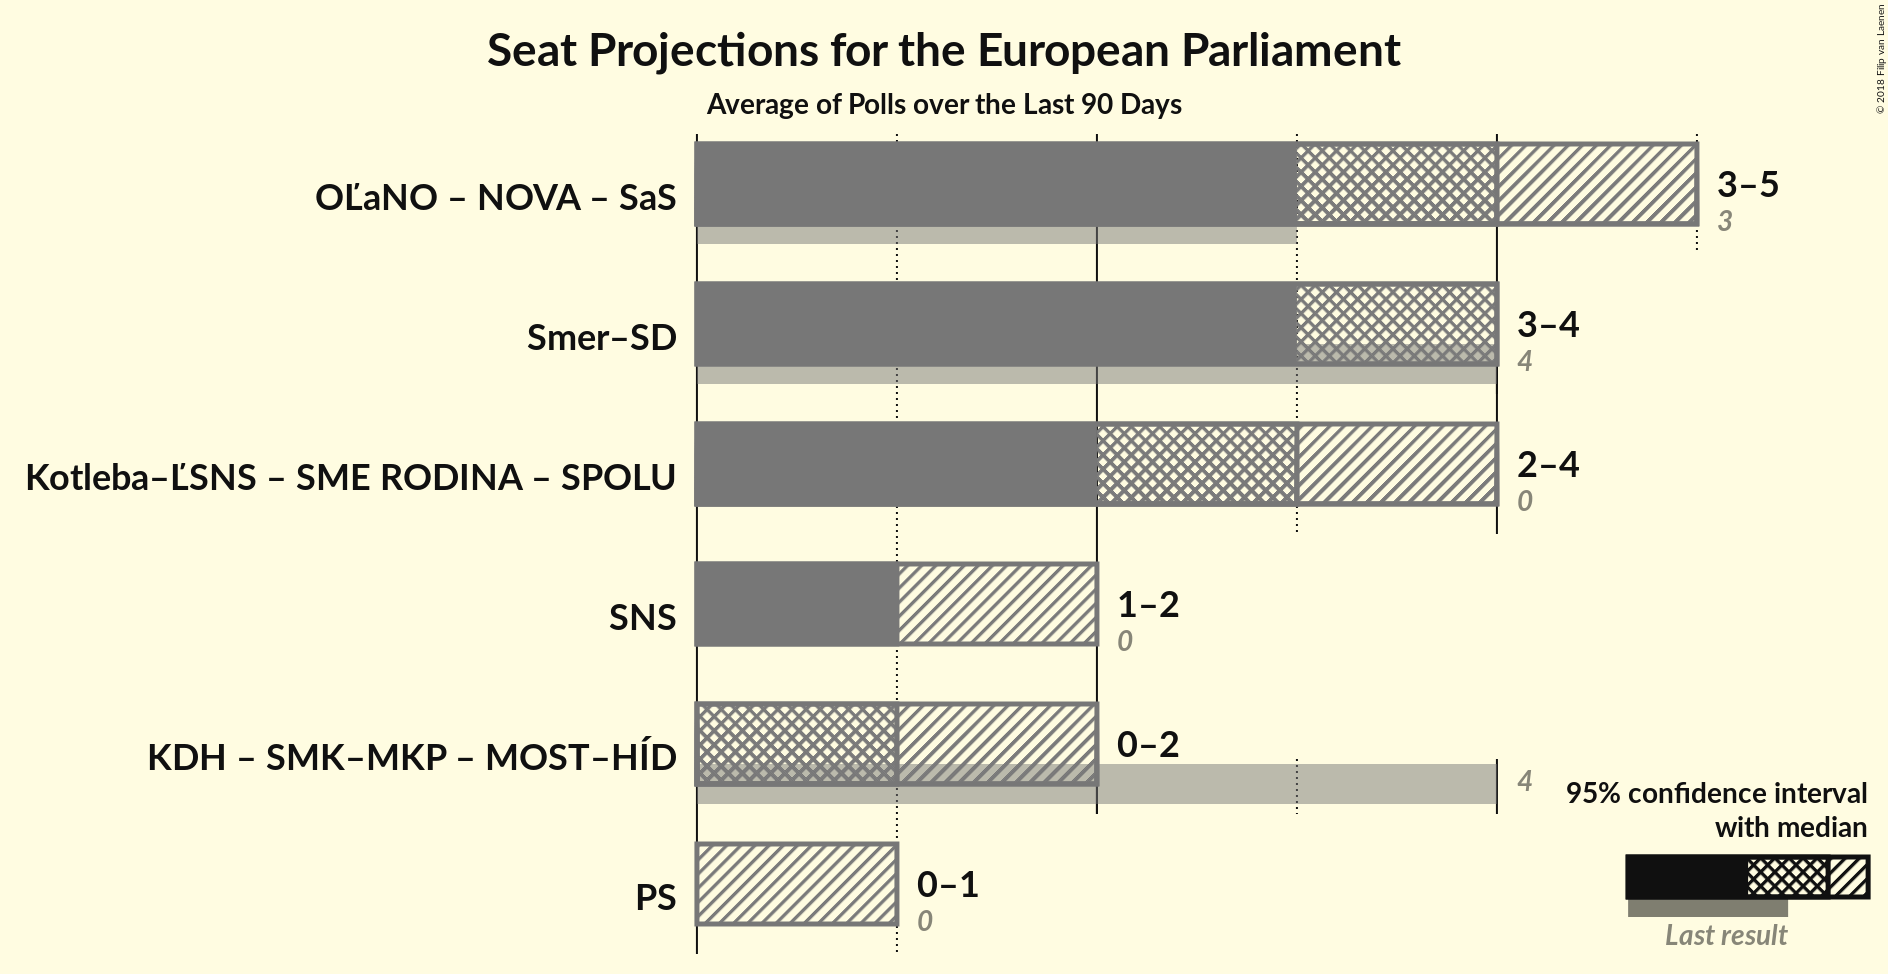 Seat Projections for the European Parliament
Average of Polls over the Last 90 Days
OĽaNO – NOVA – SaS
3–5
3
Smer–SD
3–4
4
Kotleba–ĽSNS – SME RODINA – SPOLU
2–4
0
SNS
1–2
0
KDH – SMK–MKP – MOST–HÍD
0–2
4
PS
0–1
0
95% confidence interval
with median
Last result
© 2018 Filip van Laenen